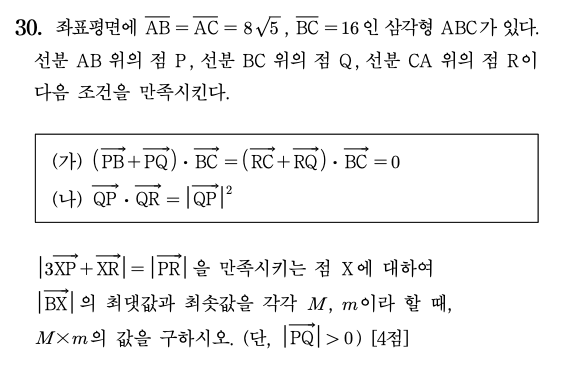 30. 좌표평면에 $\overline{AB}=\overline{AC}=8\sqrt{5}$, $\overline{BC}=16$인 삼각형 ABC가 있다.
선분 AB 위의 점 P, 선분 BC 위의 점 Q, 선분 CA 위의 점 R이
다음 조건을 만족시킨다.
(가) $(\overrightarrow{PB}+\overrightarrow{PQ})\cdot\overrightarrow{BC}=(\overrightarrow{RC}+\overrightarrow{RQ})\cdot\overrightarrow{BC}=0$
(나) $\overrightarrow{QP}\cdot\overrightarrow{QR}=|\overrightarrow{QP}|^2$
$|3\overrightarrow{XP}+\overrightarrow{XR}|=|\overrightarrow{PR}|$을 만족시키는 점 X에 대하여
$|\overrightarrow{BX}|$의 최댓값과 최솟값을 각각 $M$, $m$이라 할 때,
$M\times m$의 값을 구하시오. (단, $|\overrightarrow{PQ}|>0$) [4점]